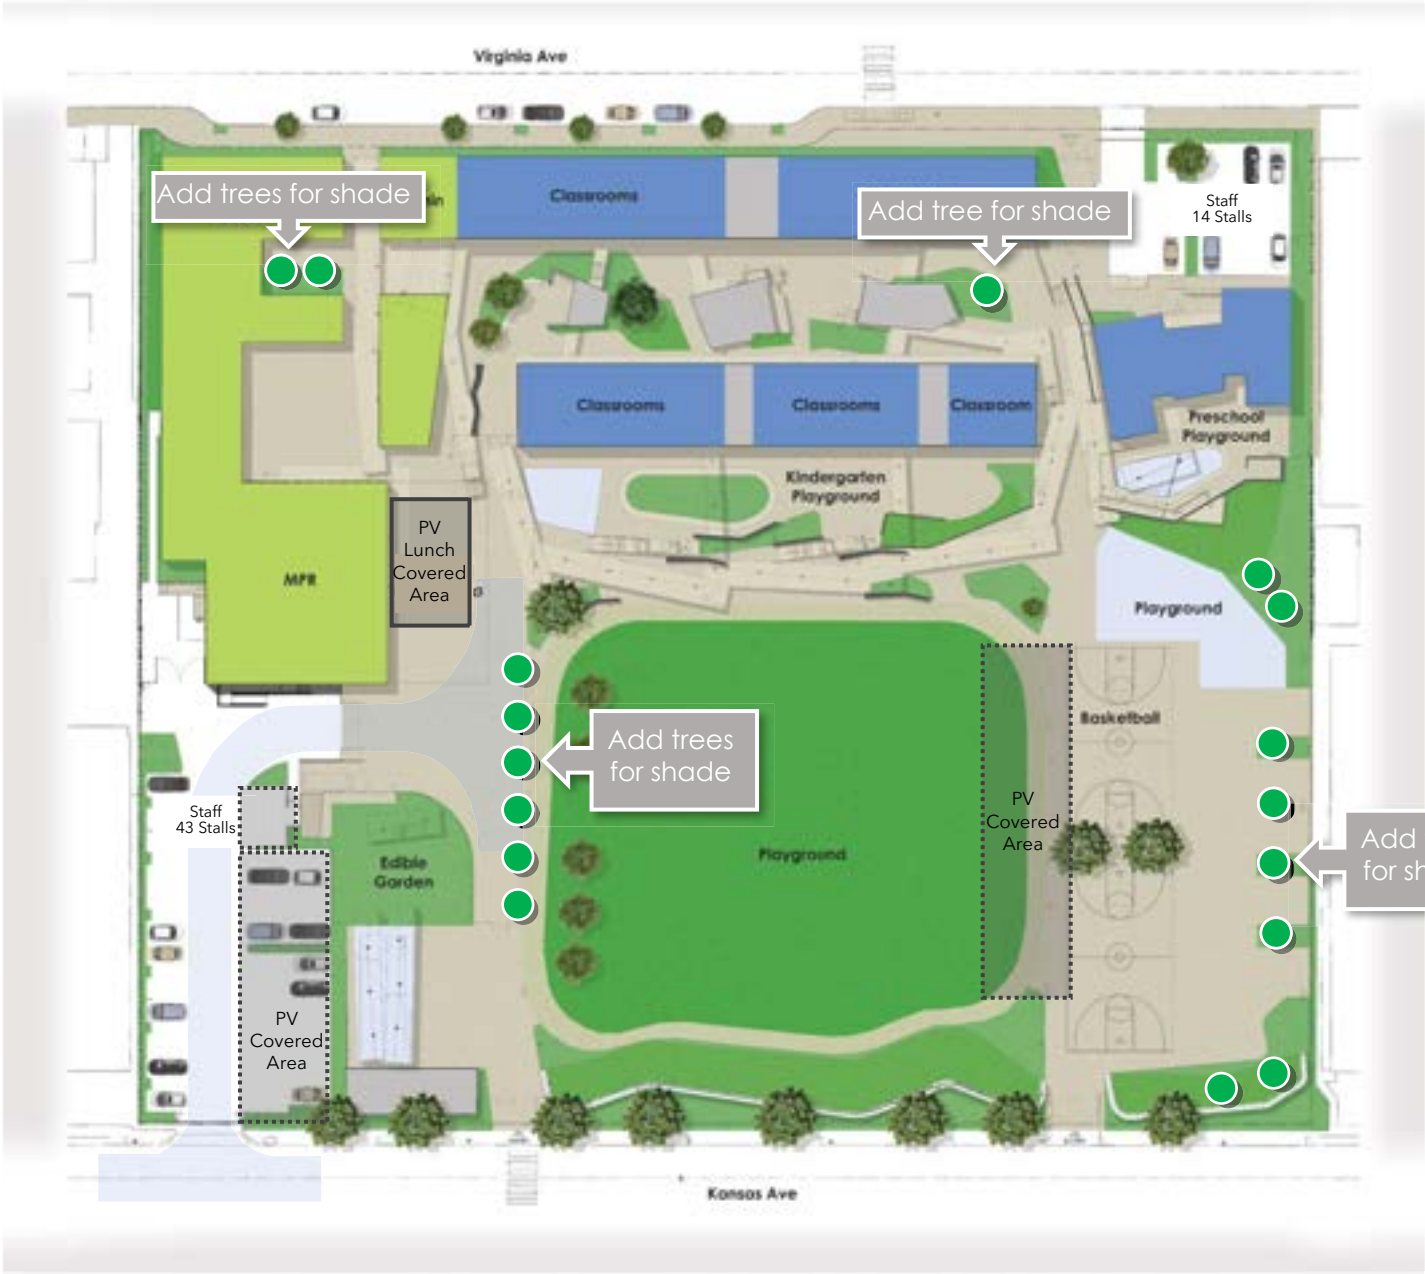 Virginia Ave
Add trees for shade
Classrooms
Add tree for shade
Staff
14 Stalls
Classrooms
Classrooms
Classroom
Preschool
Playground
Kindergarten
Playground
PV
Lunch
Covered
Area
MPR
Playground
Basketball
Add trees
for shade
Staff
43 Stalls
PV
Covered
Area
Playground
Edible
Garden
Add
for sh
PV
Covered
Area
Kansas Ave